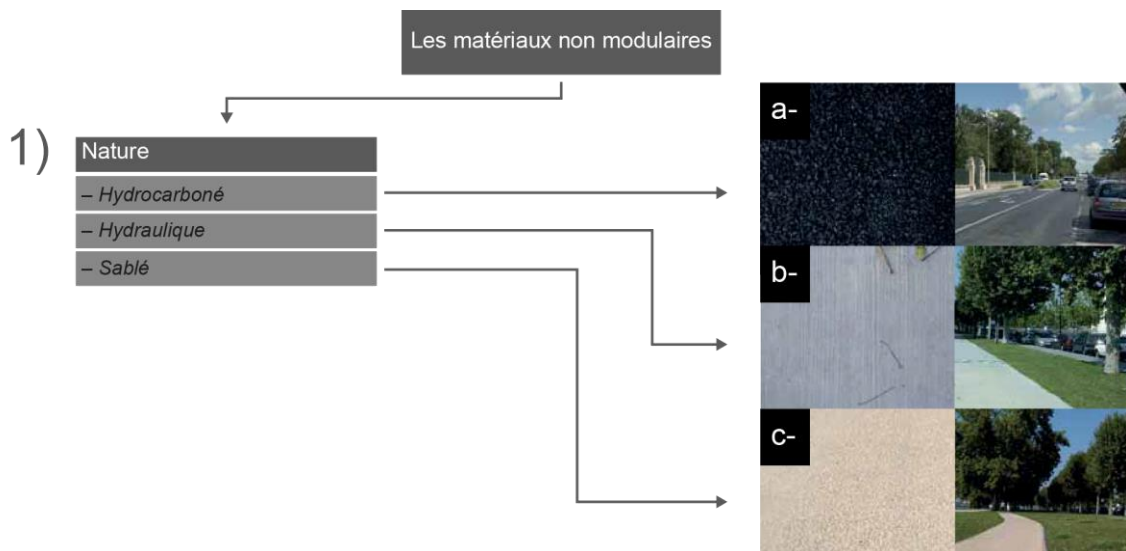 Les matériaux non modulaires
1)
Nature
– Hydrocarboné
– Hydraulique
– Sablé
a-
b-
c-